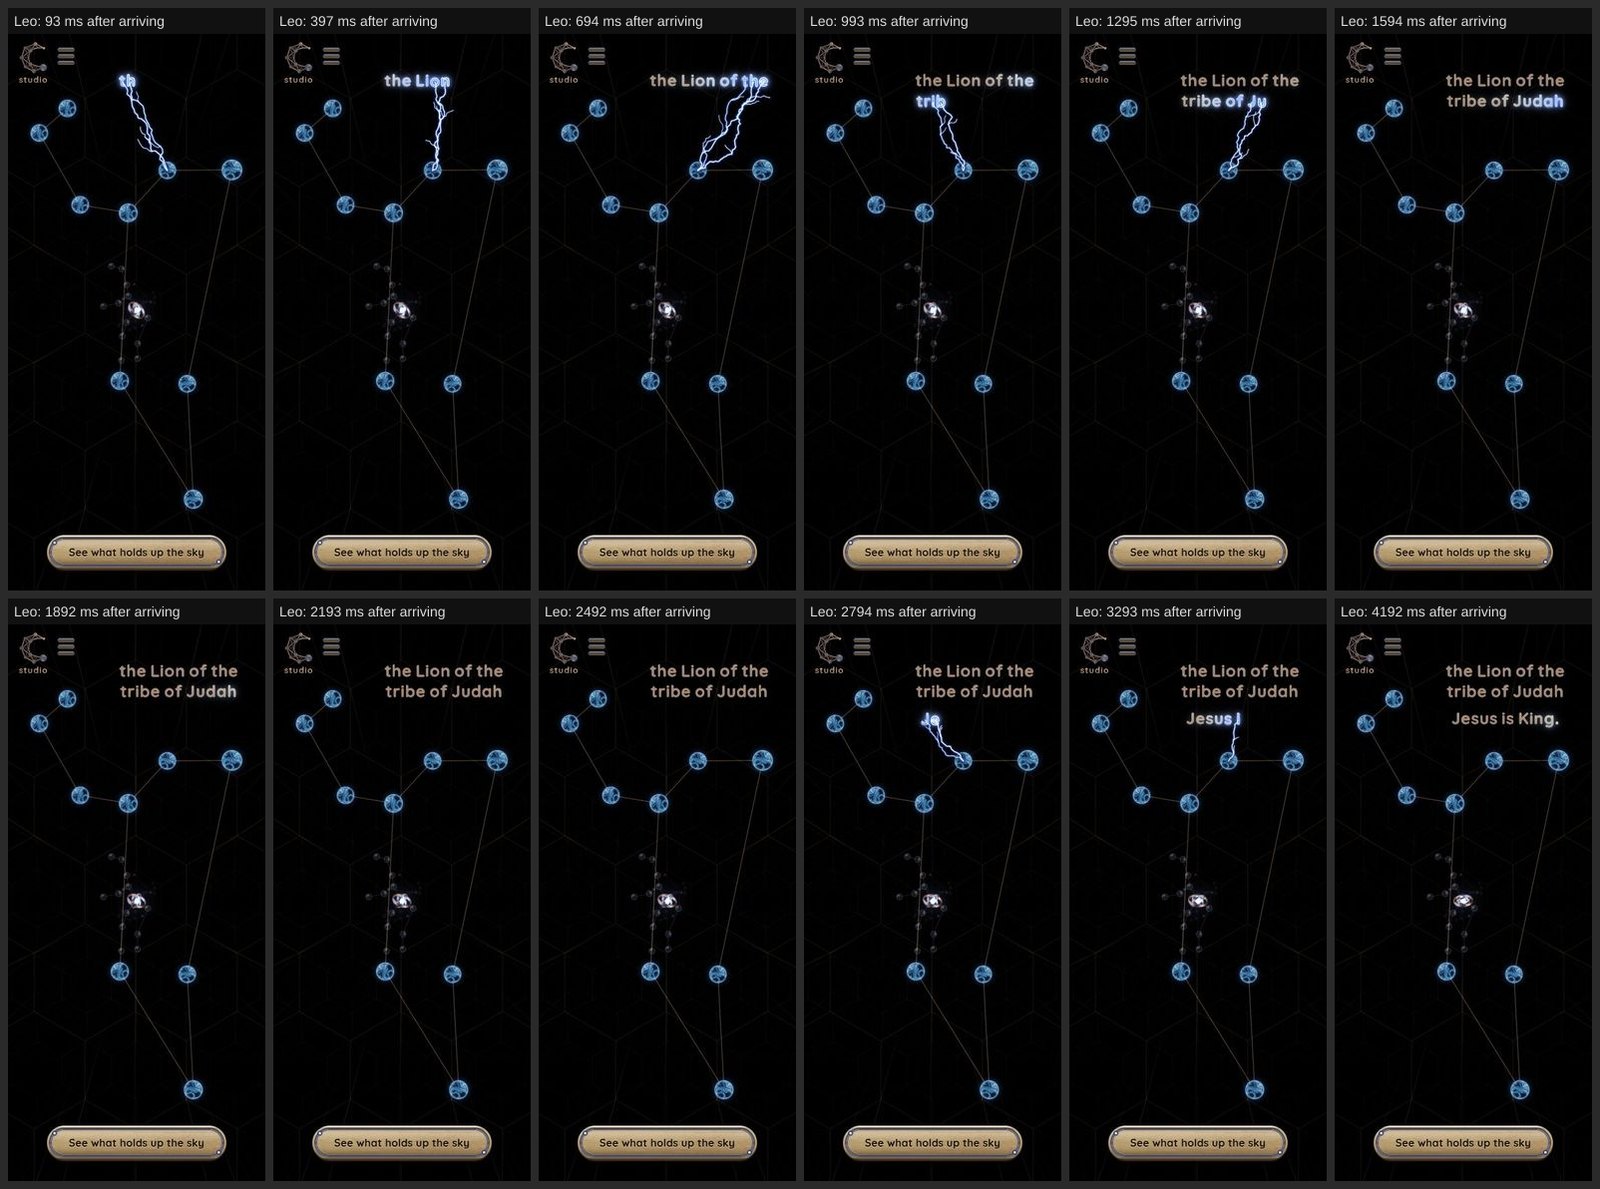 Leo: 93 ms after arriving
studio
th
See what holds up the sky
Leo: 397 ms after arriving
studio
the Lion
See what holds up the sky
Leo: 694 ms after arriving
studio
the Lion of the
See what holds up the sky
Leo: 993 ms after arriving
studio
the Lion of the
trib
See what holds up the sky
Leo: 1295 ms after arriving
studio
the Lion of the
tribe of Ju
See what holds up the sky
Leo: 1594 ms after arriving
studio
the Lion of the
tribe of Judah
See what holds up the sky
Leo: 1892 ms after arriving
studio
the Lion of the
tribe of Judah
See what holds up the sky
Leo: 2193 ms after arriving
studio
the Lion of the
tribe of Judah
See what holds up the sky
Leo: 2492 ms after arriving
studio
the Lion of the
tribe of Judah
See what holds up the sky
Leo: 2794 ms after arriving
studio
the Lion of the
tribe of Judah
Je
See what holds up the sky
Leo: 3293 ms after arriving
studio
the Lion of the
tribe of Judah
Jesus i
See what holds up the sky
Leo: 4192 ms after arriving
studio
the Lion of the
tribe of Judah
Jesus is King.
See what holds up the sky